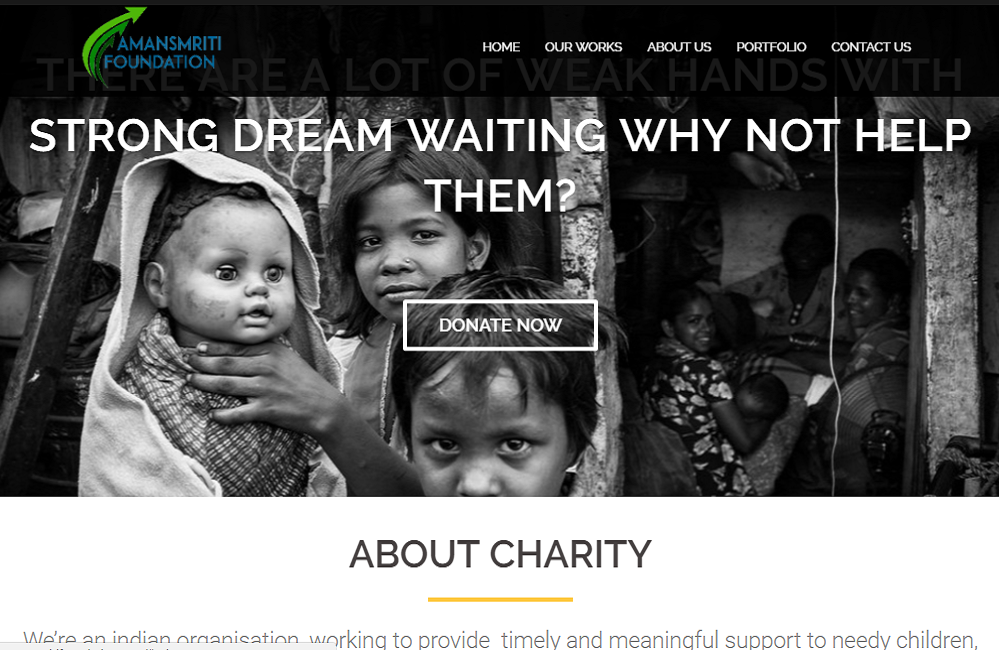 AMANSMRITI
FOUNDATION
HOME OUR WORKS ABOUT US PORTFOLIO CONTACT US
THERE ARE A LOT OF WEAK HANDS WITH
STRONG DREAM WAITING WHY NOT HELP
THEM?
DONATE NOW
ABOUT CHARITY
We're an indian organisation, working to provide timely and meaningful support to needy children,